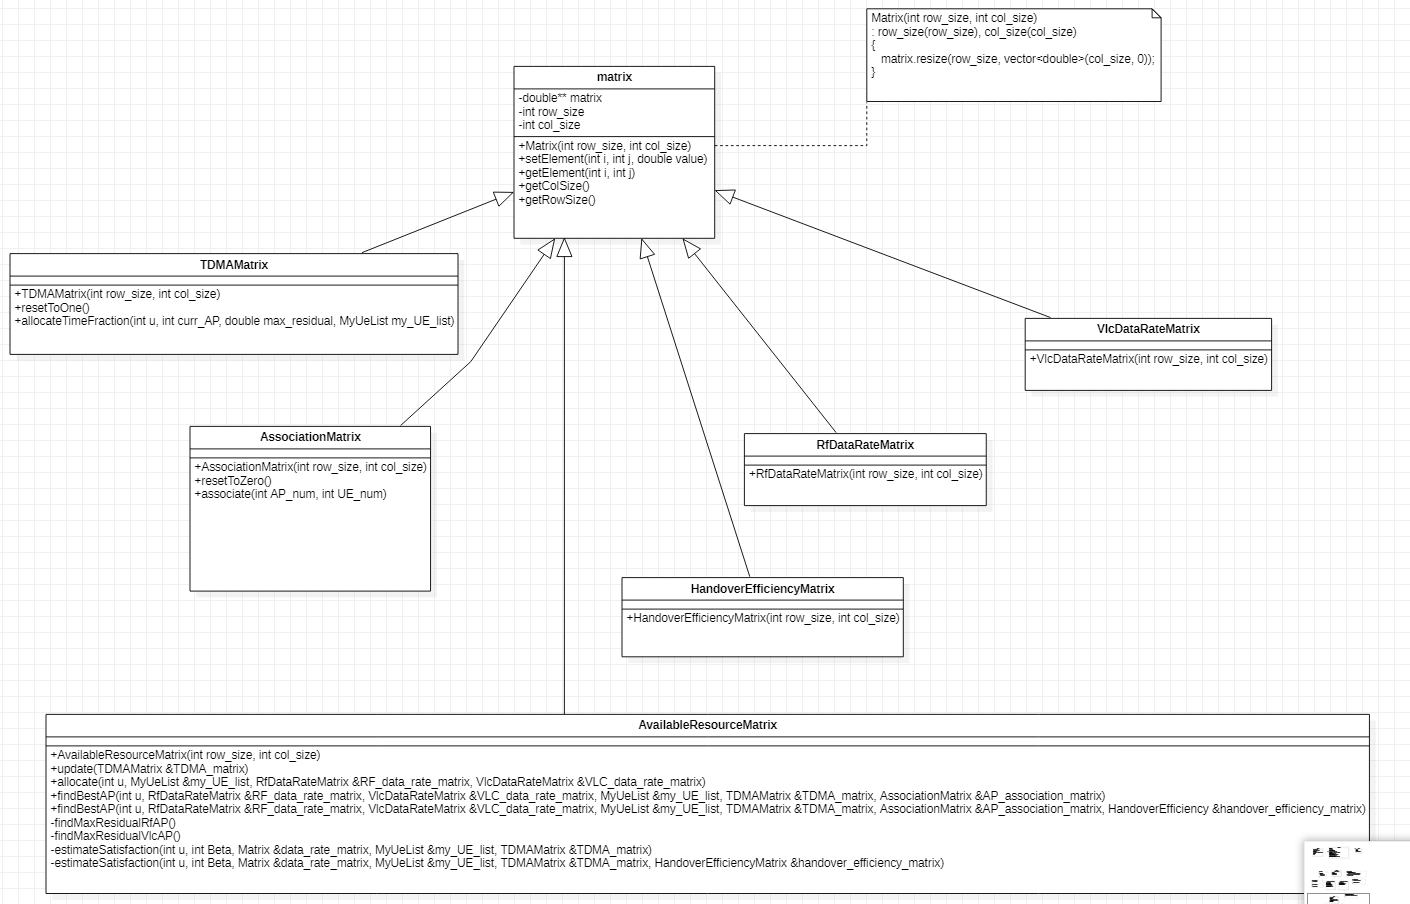 Matrix(int row_size, int col_size)
: row_size(row_size), col_size(col_size)
{
matrix.resize(row_size, vector<double>(col_size, 0));
}
matrix
-double** matrix
-int row_size
-int col_size
+Matrix(int row_size, int col_size)
+setElement(int i, int j, double value)
+getElement(int i, int j)
+getColSize()
+getRowSize()
TDMAMatrix
+TDMAMatrix(int row_size, int col_size)
+resetToOne()
+allocateTimeFraction(int u, int curr_AP, double max_residual, MyUeList my_UE_list)
VlcDataRateMatrix
+VlcDataRateMatrix(int row_size, int col_size)
AssociationMatrix
+AssociationMatrix(int row_size, int col_size)
+resetToZero()
+associate(int AP_num, int UE_num)
RfDataRateMatrix
+RfDataRateMatrix(int row_size, int col_size)
HandoverEfficiencyMatrix
+HandoverEfficiencyMatrix(int row_size, int col_size)
AvailableResourceMatrix
+AvailableResourceMatrix(int row_size, int col_size)
+update(TDMAMatrix &TDMA_matrix)
+allocate(int u, MyUeList &my_UE_list, RfDataRateMatrix &RF_data_rate_matrix, VlcDataRateMatrix &VLC_data_rate_matrix)
+findBestAP(int u, RfDataRateMatrix &RF_data_rate_matrix, VlcDataRateMatrix &VLC_data_rate_matrix, MyUeList &my_UE_list, TDMAMatrix &TDMA_matrix, AssociationMatrix &AP_association_matrix)
+findBestAP(int u, RfDataRateMatrix &RF_data_rate_matrix, VlcDataRateMatrix &VLC_data_rate_matrix, MyUeList &my_UE_list, TDMAMatrix &TDMA_matrix, AssociationMatrix &AP_association_matrix, HandoverEfficiency &handover_efficiency_matrix)
-findMaxResidualRfAP()
-findMaxResidualVlcAP()
-estimateSatisfaction(int u, int Beta, Matrix &data_rate_matrix, MyUeList &my_UE_list, TDMAMatrix &TDMA_matrix)
-estimateSatisfaction(int u, int Beta, Matrix &data_rate_matrix, MyUeList &my_UE_list, TDMAMatrix &TDMA_matrix, HandoverEfficiencyMatrix &handover_efficiency_matrix)